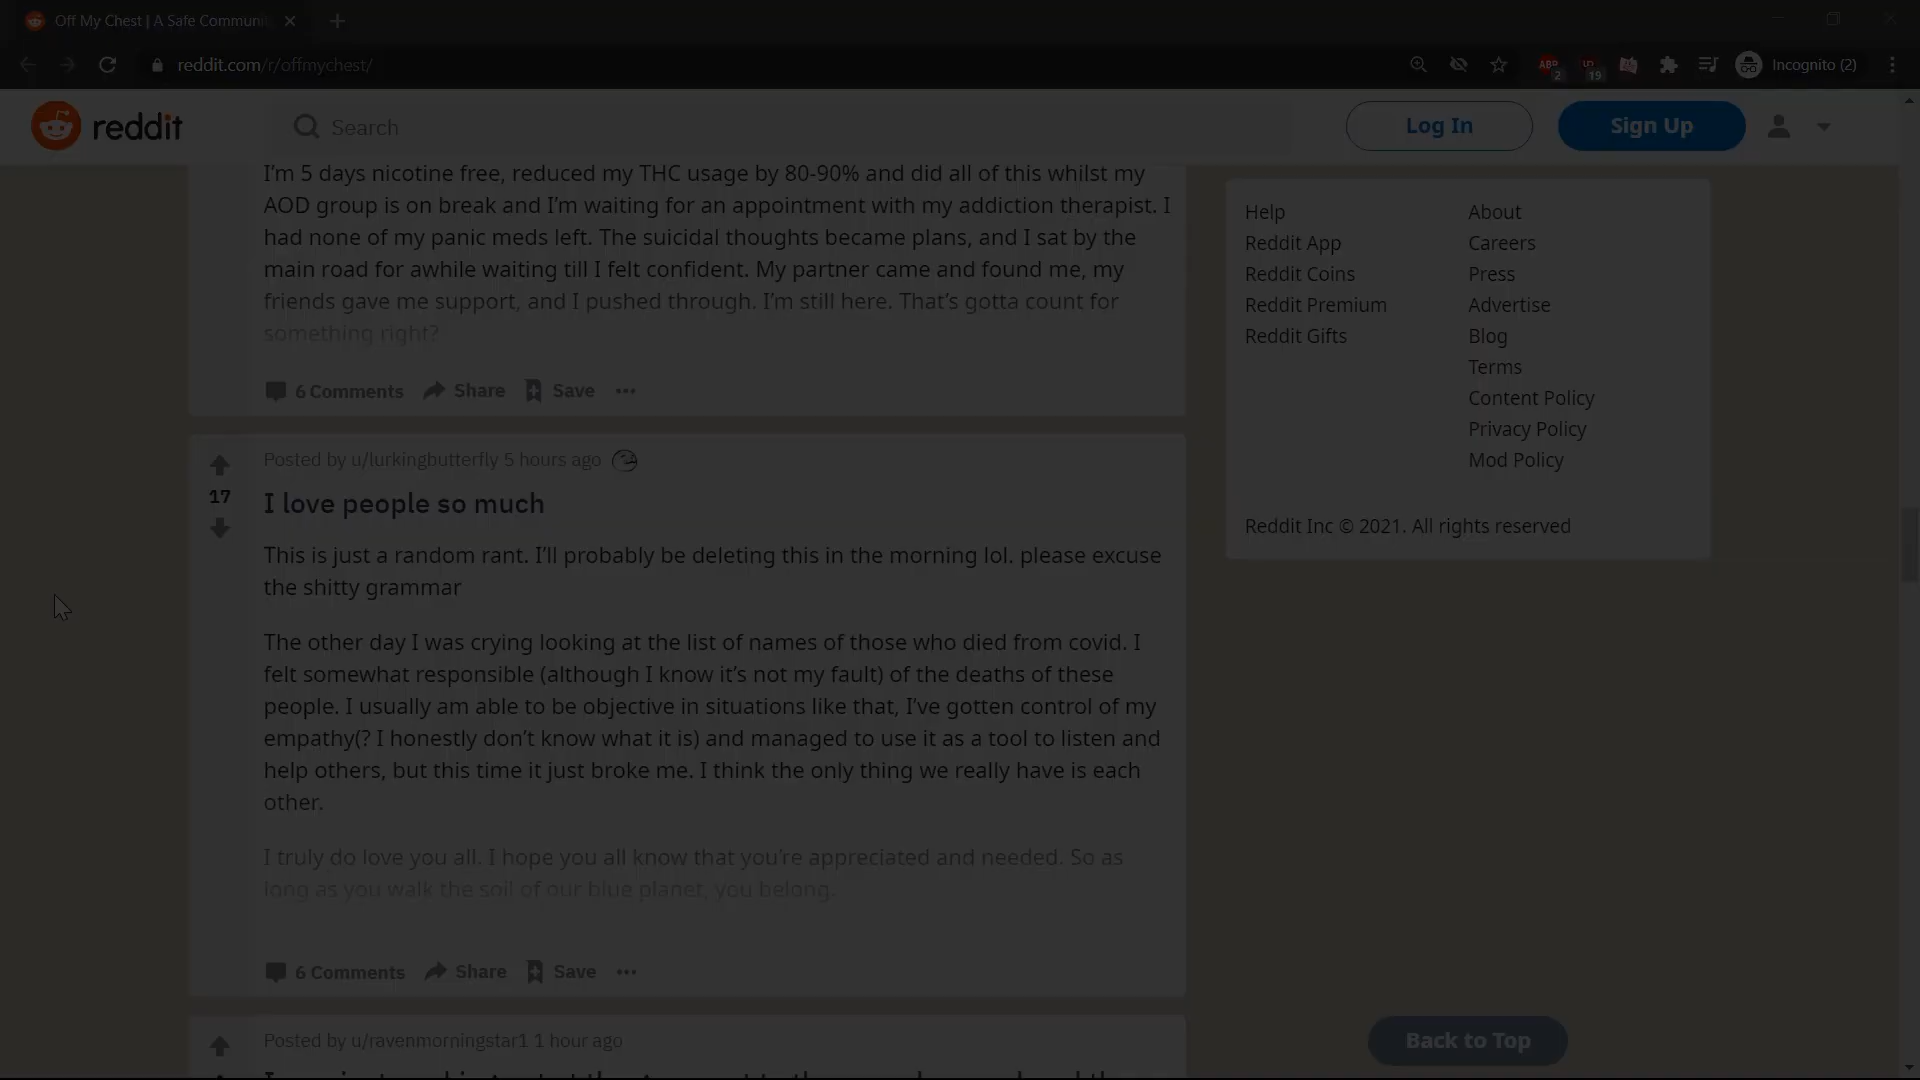 Off My Chest | A Safe Communit
reddit.com/r/offmychest/
ABP
2
19
Incognito (2)
reddit
Search
Log In
Sign Up
I'm 5 days nicotine free, reduced my THC usage by 80-90% and did all of this whilst my
AOD group is on break and I'm waiting for an appointment with my addiction therapist. I
had none of my panic meds left. The suicidal thoughts became plans, and I sat by the
main road for awhile waiting till I felt confident. My partner came and found me, my
friends gave me support, and I pushed through. I'm still here. That's gotta count for
something right?
6 Comments Share Save
Posted by u/lurkingbutterfly 5 hours ago
17
I love people so much
This is just a random rant. I'll probably be deleting this in the morning lol. please excuse
the shitty grammar
The other day I was crying looking at the list of names of those who died from covid. I
felt somewhat responsible (although I know it's not my fault) of the deaths of these
people. I usually am able to be objective in situations like that, I've gotten control of my
empathy(? I honestly don't know what it is) and managed to use it as a tool to listen and
help others, but this time it just broke me. I think the only thing we really have is each
other.
I truly do love you all. I hope you all know that you're appreciated and needed. So as
long as you walk the soil of our blue planet, you belong.
6 Comments Share Save
Posted by u/ravenmorningstar1 1 hour ago
Help
Reddit App
Reddit Coins
Reddit Premium
Reddit Gifts
About
Careers
Press
Advertise
Blog
Terms
Content Policy
Privacy Policy
Mod Policy
Reddit Inc © 2021. All rights reserved
Back to Top